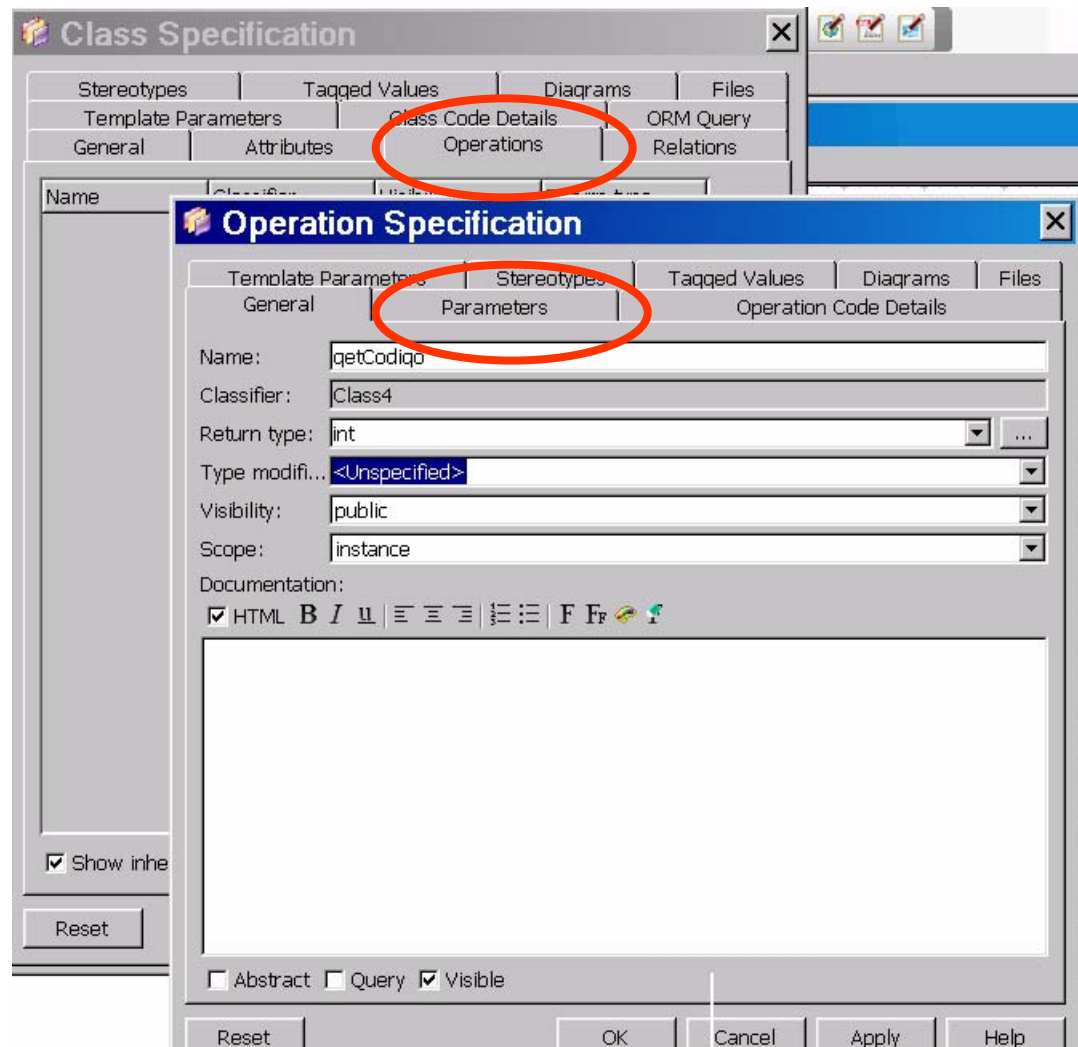 Class Specification
Stereotypes Tagged Values Diagrams Files
Template Parameters Class Code Details ORM Query
General Attributes Operations Relations
Name
Operation Specification
Template Parameters Stereotypes Tagged Values Diagrams Files
General Parameters Operation Code Details
Name: getCodigo
Classifier: Class4
Return type: int ...
Type modifi... <Unspecified>
Visibility: public
Scope: instance
Documentation:
HTML B I u F FF
Show inhe
Reset
Abstract Query Visible
Reset OK Cancel Apply Help